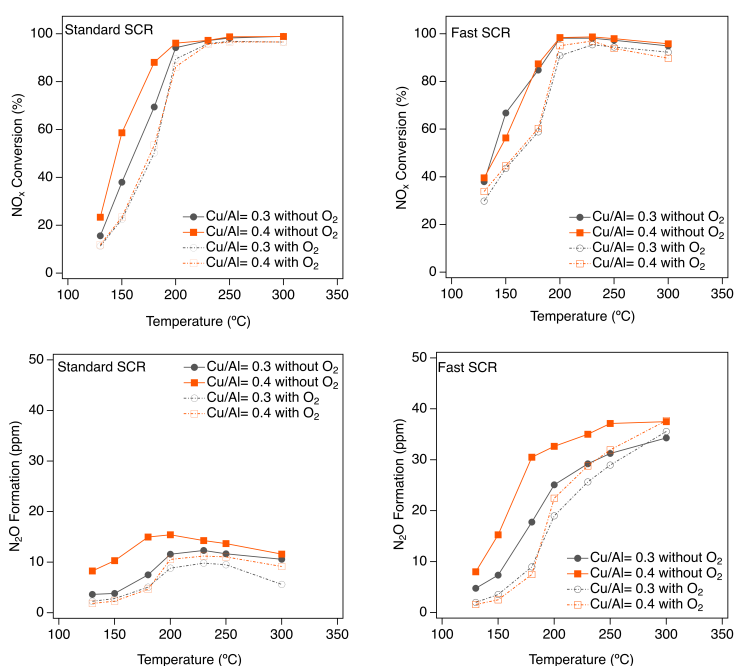 Standard SCR
100
80
60
40
20
0
NOx Conversion (%)
Cu/Al= 0.3 without O2
Cu/Al= 0.4 without O2
Cu/Al= 0.3 with O2
Cu/Al= 0.4 with O2
100 150 200 250 300 350
Temperature (ºC)
Fast SCR
100
80
60
40
20
0
NOx Conversion (%)
Cu/Al= 0.3 without O2
Cu/Al= 0.4 without O2
Cu/Al= 0.3 with O2
Cu/Al= 0.4 with O2
100 150 200 250 300 350
Temperature (ºC)
Standard SCR
Cu/Al= 0.3 without O2
Cu/Al= 0.4 without O2
Cu/Al= 0.3 with O2
Cu/Al= 0.4 with O2
50
40
30
20
10
0
N2O Formation (ppm)
100 150 200 250 300 350
Temperature (ºC)
Fast SCR
50
40
30
20
10
0
N2O Formation (ppm)
Cu/Al= 0.3 without O2
Cu/Al= 0.4 without O2
Cu/Al= 0.3 with O2
Cu/Al= 0.4 with O2
100 150 200 250 300 350
Temperature (ºC)